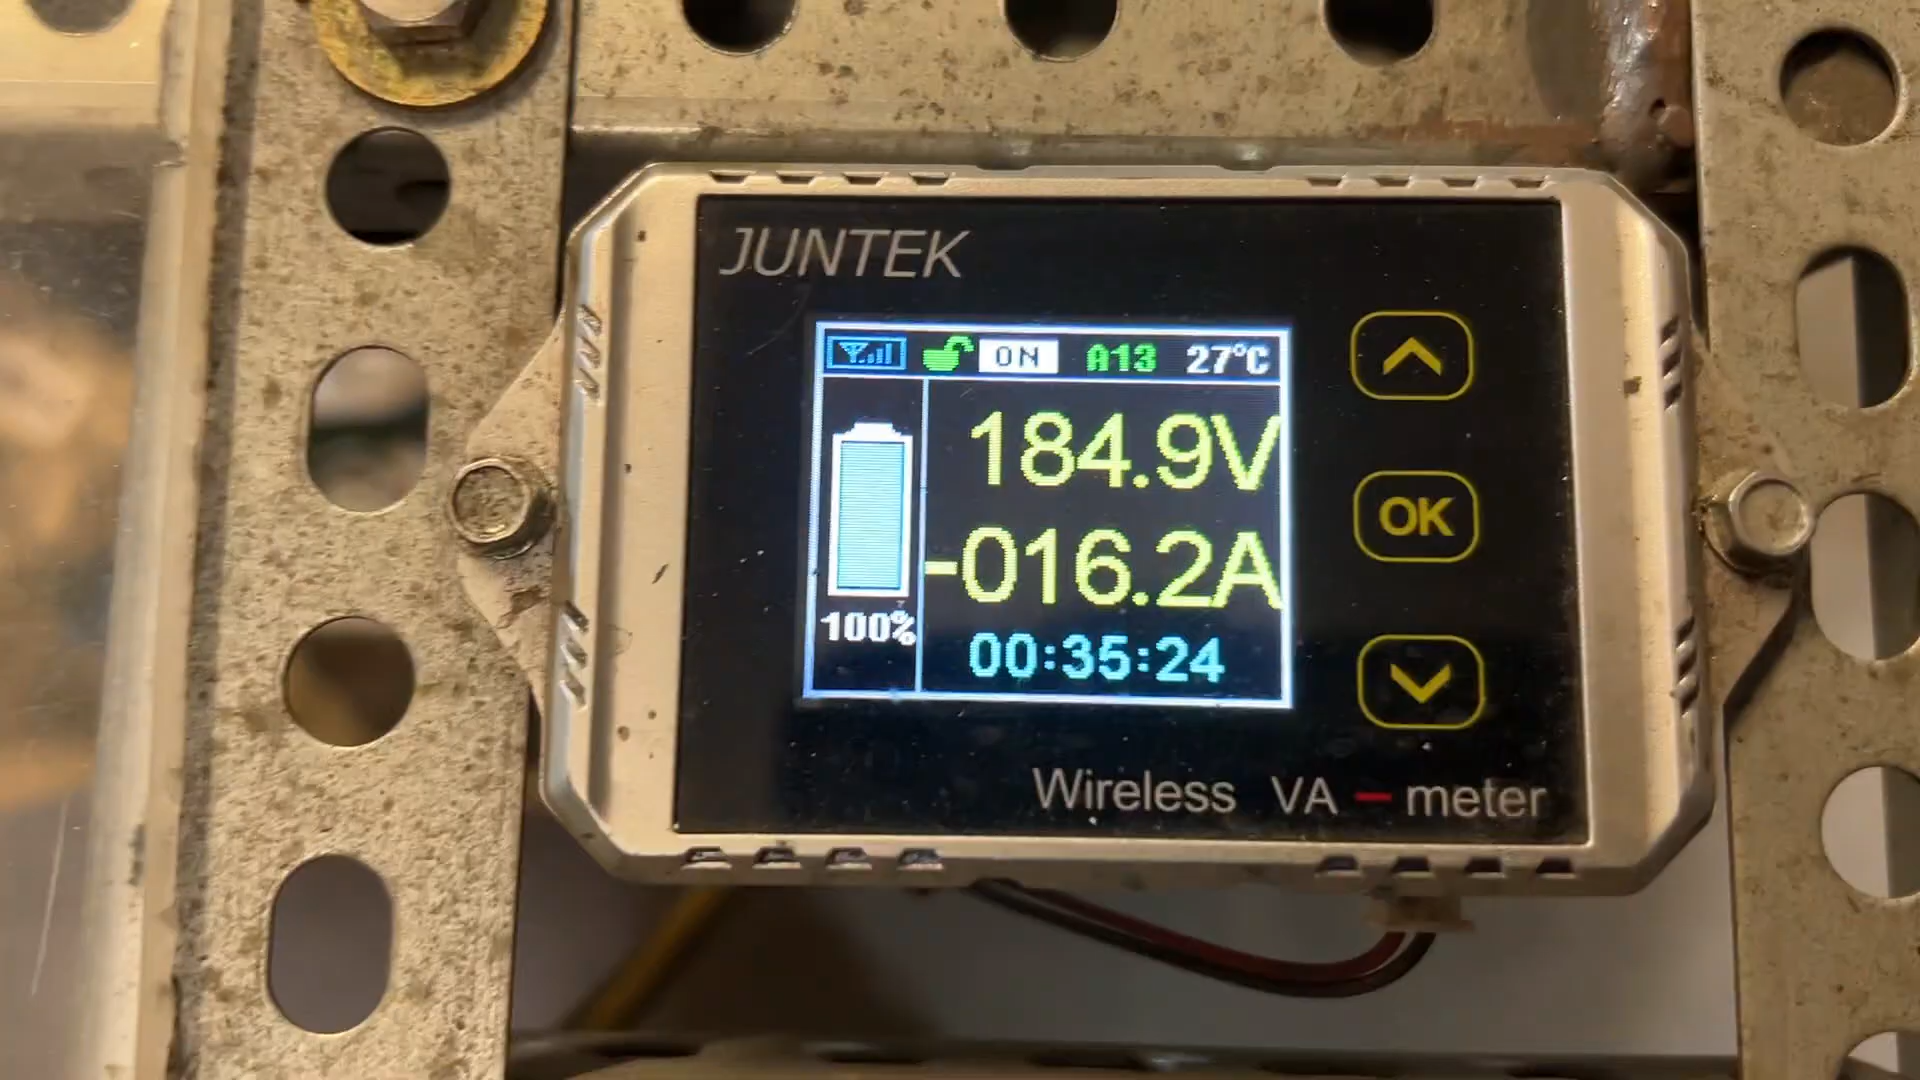 JUNTEK
ON A13 27°C
184.9V
-016.2A
100%
00:35:24
OK
Wireless VA - meter